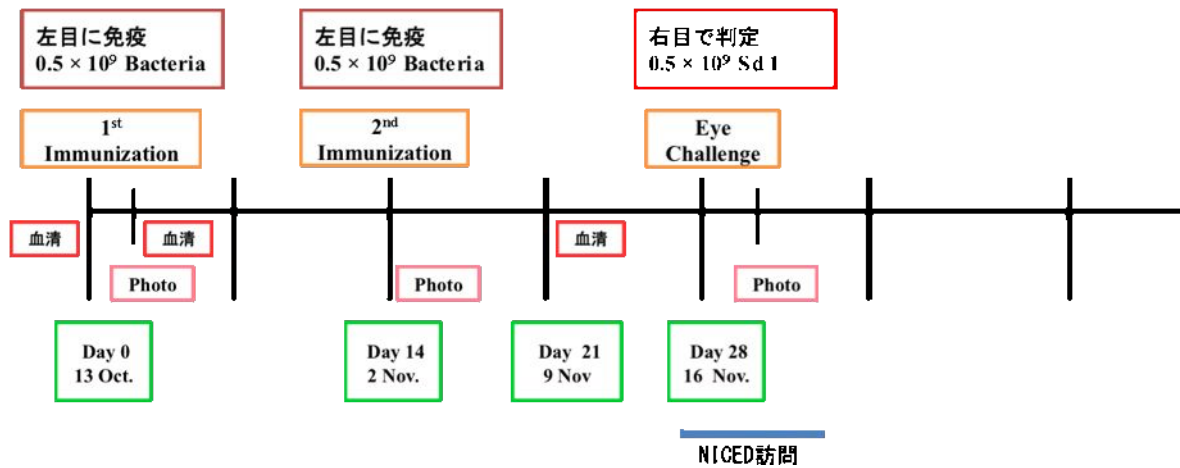 左目に免疫
0.5 × 10⁹ Bacteria
左目に免疫
0.5 × 10⁹ Bacteria
右目で判定
0.5 × 10⁹ Sd 1
1st
Immunization
2nd
Immunization
Eye
Challenge
血清
血清
血清
Photo
Photo
Photo
Day 0
13 Oct.
Day 14
2 Nov.
Day 21
9 Nov
Day 28
16 Nov.
NICED訪問